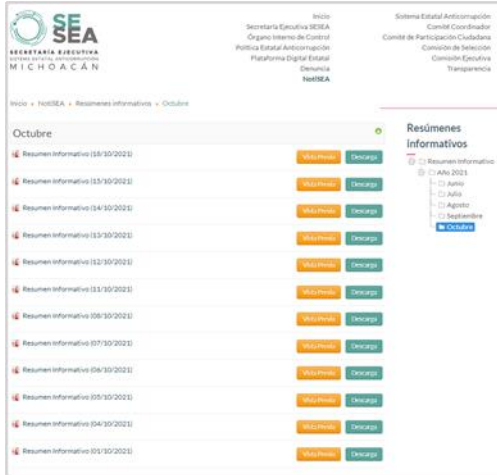 SE
SEA
SECRETARÍA EJECUTIVA
SISTEMA ESTATAL ANTICORRUPCIÓN
MICHOACÁN
Inicio
Secretaría Ejecutiva SESEA
Órgano Interno de Control
Política Estatal Anticorrupción
Plataforma Digital Estatal
Denuncia
NotiSEA
Sistema Estatal Anticorrupción
Comité Coordinador
Comité de Participación Ciudadana
Comisión de Selección
Comisión Ejecutiva
Transparencia
Inicio NotiSEA Resúmenes informativos Octubre
Octubre
Resumen Informativo (18/10/2021) Vista Previa Descarga
Resumen Informativo (15/10/2021) Vista Previa Descarga
Resumen Informativo (14/10/2021) Vista Previa Descarga
Resumen Informativo (13/10/2021) Vista Previa Descarga
Resumen Informativo (12/10/2021) Vista Previa Descarga
Resumen Informativo (11/10/2021) Vista Previa Descarga
Resumen Informativo (08/10/2021) Vista Previa Descarga
Resumen Informativo (07/10/2021) Vista Previa Descarga
Resumen Informativo (06/10/2021) Vista Previa Descarga
Resumen Informativo (05/10/2021) Vista Previa Descarga
Resumen Informativo (04/10/2021) Vista Previa Descarga
Resumen Informativo (01/10/2021) Vista Previa Descarga
Resúmenes
informativos
Resumen Informativo
Año 2021
Junio
Julio
Agosto
Septiembre
Octubre